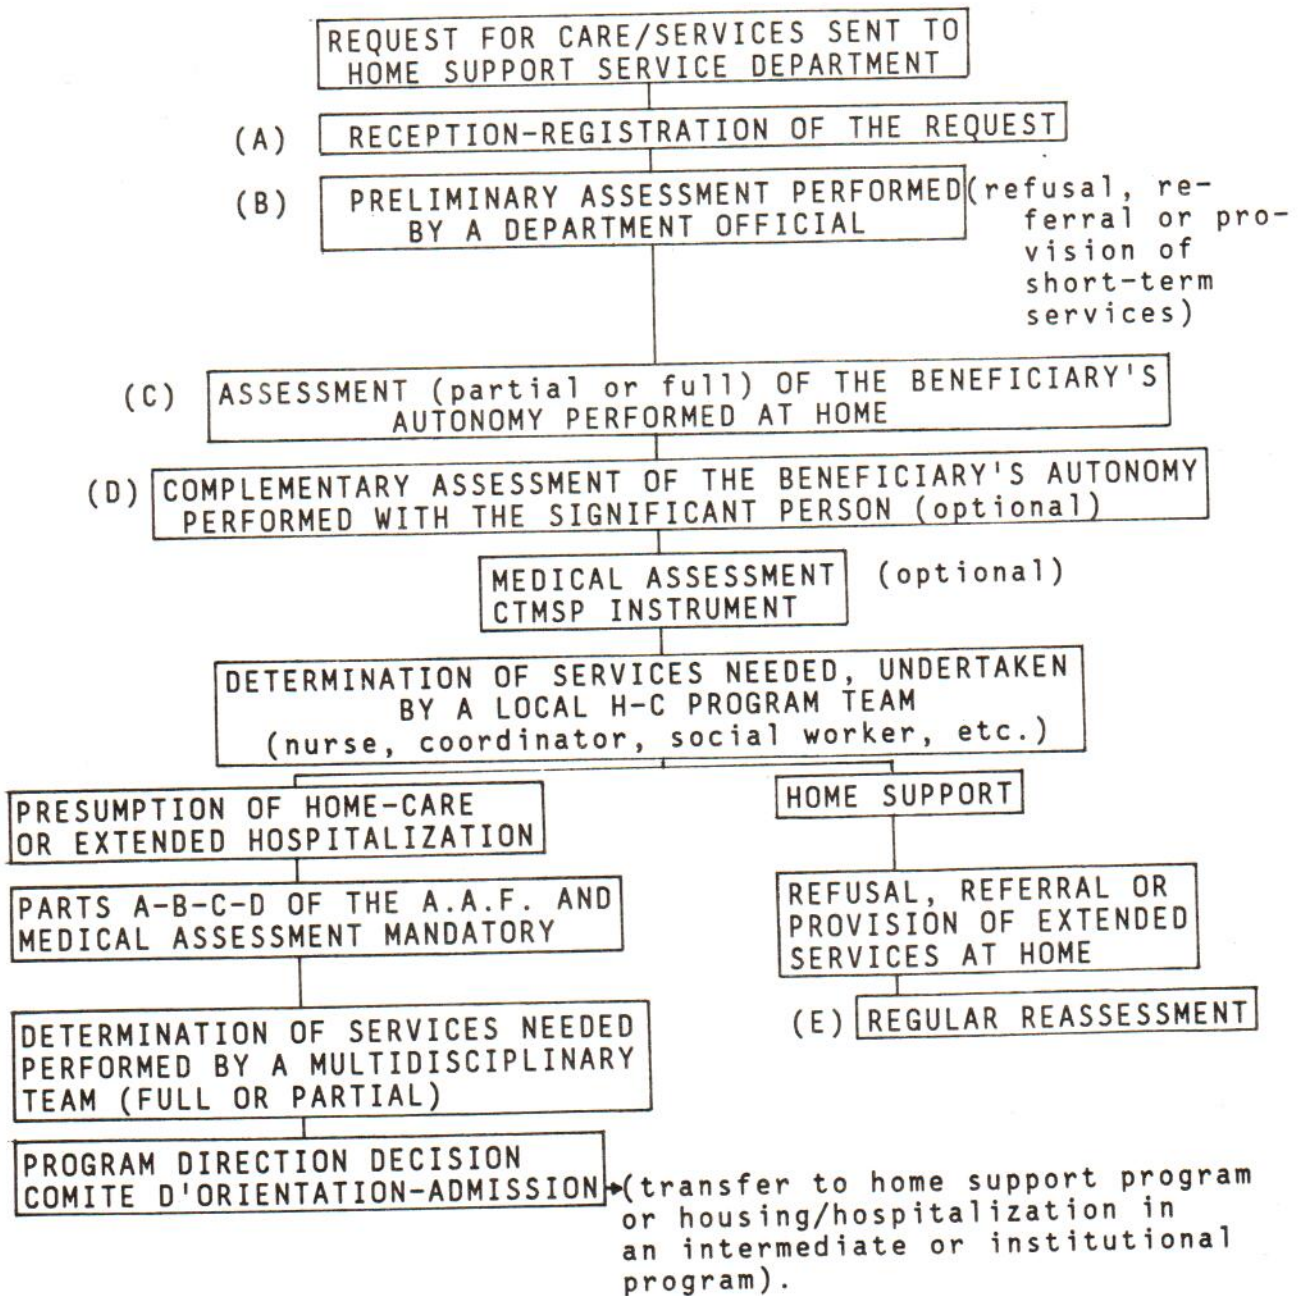 REQUEST FOR CARE/SERVICES SENT TO
HOME SUPPORT SERVICE DEPARTMENT
(A) RECEPTION-REGISTRATION OF THE REQUEST
(B) PRELIMINARY ASSESSMENT PERFORMED
BY A DEPARTMENT OFFICIAL
(refusal, re-
ferral or pro-
vision of
short-term
services)
(C) ASSESSMENT (partial or full) OF THE BENEFICIARY'S
AUTONOMY PERFORMED AT HOME
(D) COMPLEMENTARY ASSESSMENT OF THE BENEFICIARY'S AUTONOMY
PERFORMED WITH THE SIGNIFICANT PERSON (optional)
MEDICAL ASSESSMENT (optional)
CTMSP INSTRUMENT
DETERMINATION OF SERVICES NEEDED, UNDERTAKEN
BY A LOCAL H-C PROGRAM TEAM
(nurse, coordinator, social worker, etc.)
PRESUMPTION OF HOME-CARE
OR EXTENDED HOSPITALIZATION
PARTS A-B-C-D OF THE A.A.F. AND
MEDICAL ASSESSMENT MANDATORY
DETERMINATION OF SERVICES NEEDED
PERFORMED BY A MULTIDISCIPLINARY
TEAM (FULL OR PARTIAL)
PROGRAM DIRECTION DECISION
COMITE D'ORIENTATION-ADMISSION
(transfer to home support program
or housing/hospitalization in
an intermediate or institutional
program).
HOME SUPPORT
REFUSAL, REFERRAL OR
PROVISION OF EXTENDED
SERVICES AT HOME
(E) REGULAR REASSESSMENT